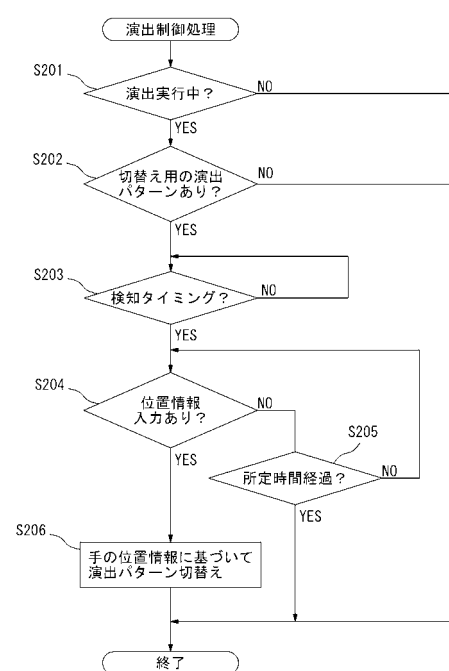 演出制御処理
S201
演出実行中？
NO
YES
S202
切替え用の演出
パターンあり？
NO
YES
S203
検知タイミング？
NO
YES
S204
位置情報
入力あり？
NO
YES
S205
所定時間経過？
NO
YES
S206
手の位置情報に基づいて
演出パターン切替え
終了